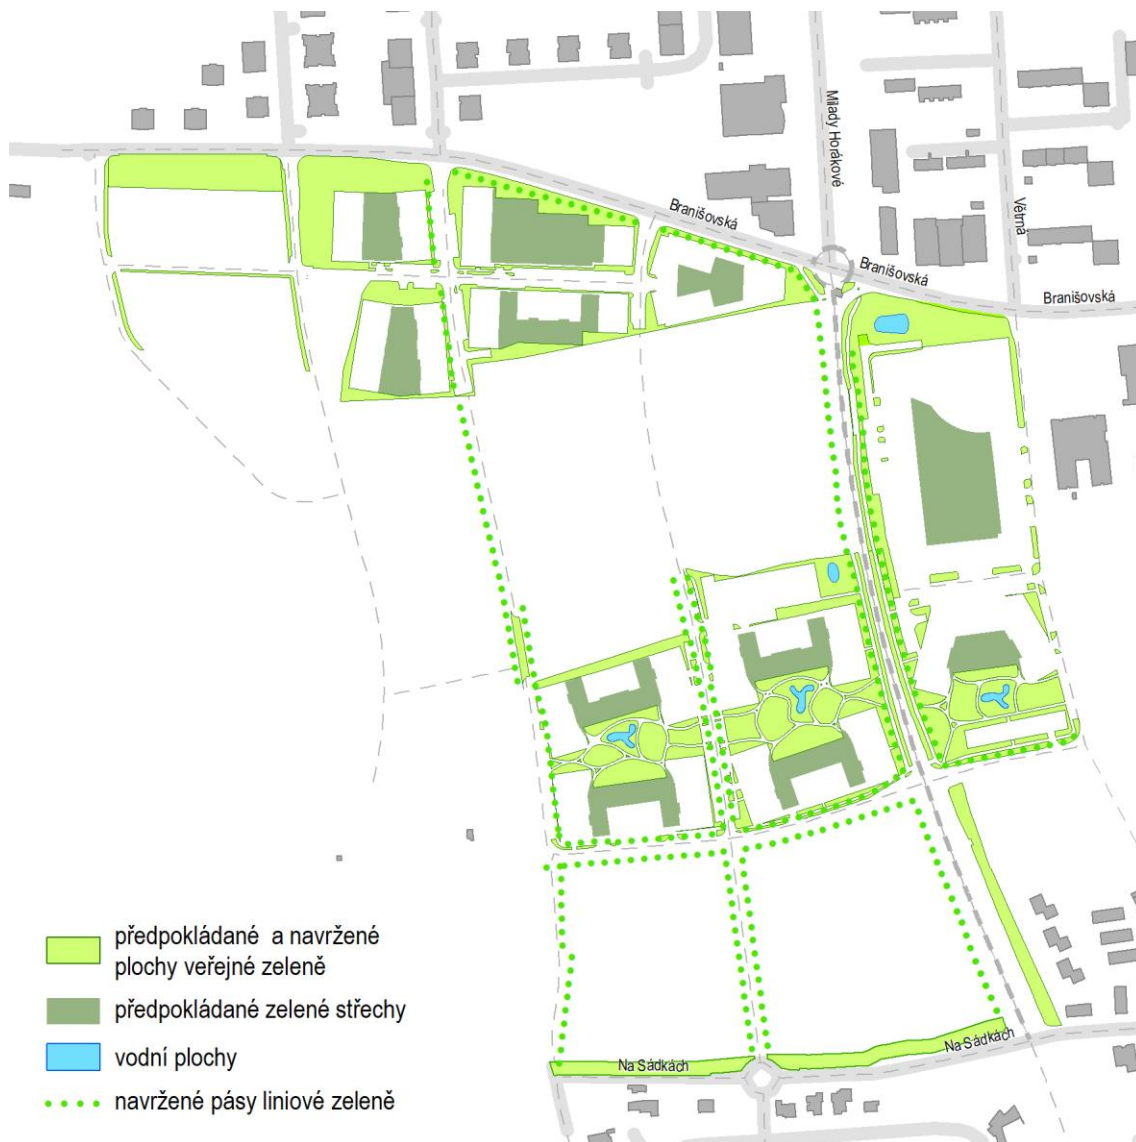 Milady Horákové
Větrná
Branišovská
Branišovská
Branišovská
předpokládané a navržené
plochy veřejné zeleně
předpokládané zelené střechy
vodní plochy
navržené pásy liniové zeleně
Na Sádkách
Na Sádkách